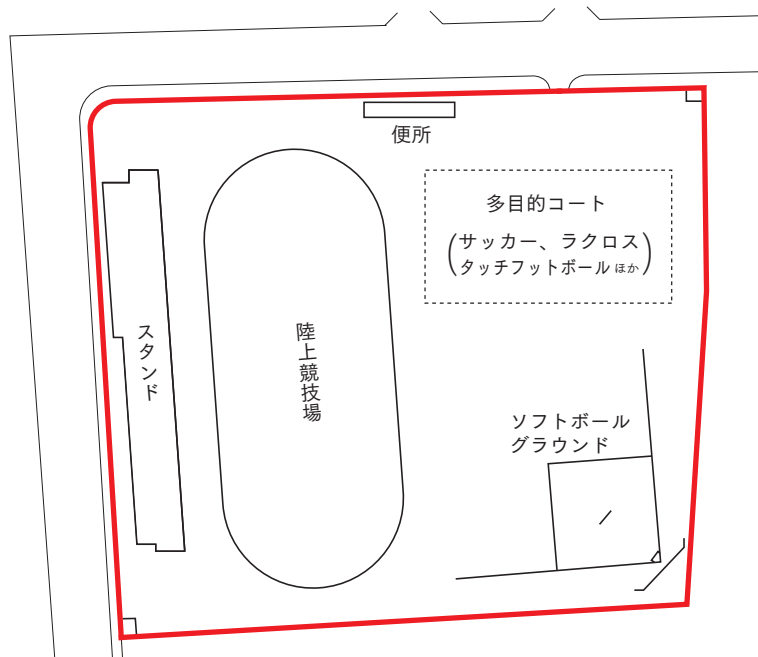 便所
多目的コート
(サッカー、ラクロス
タッチフットボール ほか)
スタンド
陸上競技場
ソフトボール
グラウンド